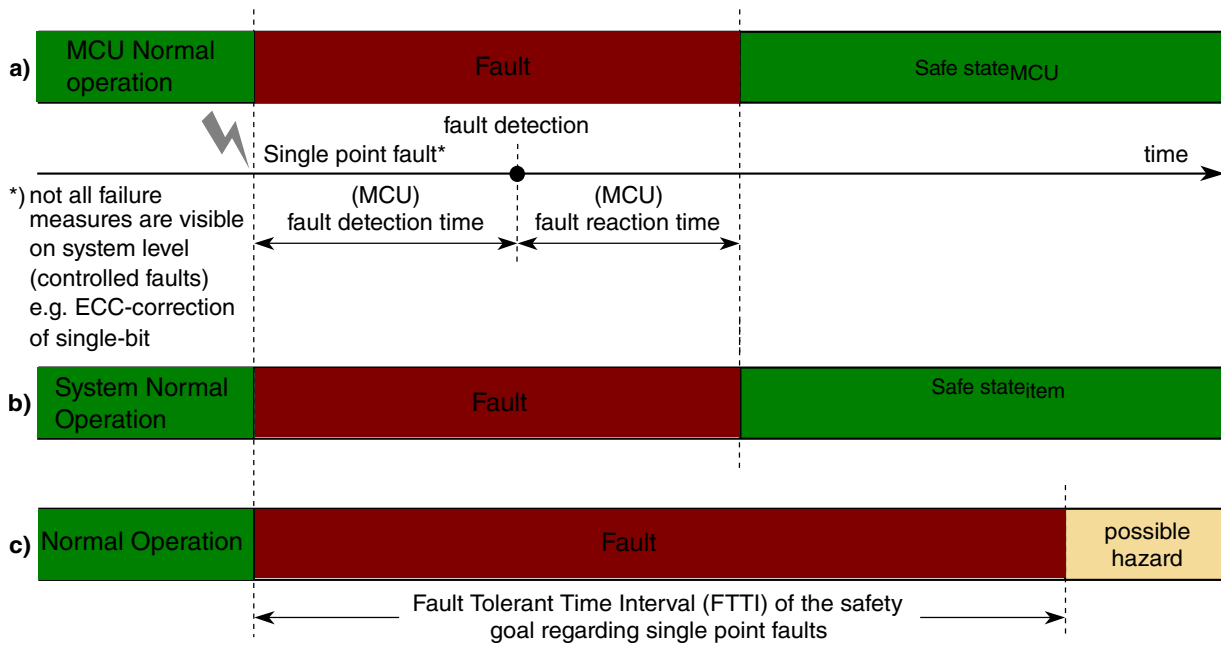 a)
MCU Normal
operation
Fault
Safe stateMCU
fault detection
Single point fault*
time
*) not all failure
measures are visible
on system level
(controlled faults)
e.g. ECC-correction
of single-bit
(MCU)
fault detection time
(MCU)
fault reaction time
b)
System Normal
Operation
Fault
Safe stateitem
c)
Normal Operation
Fault
possible
hazard
Fault Tolerant Time Interval (FTTI) of the safety
goal regarding single point faults